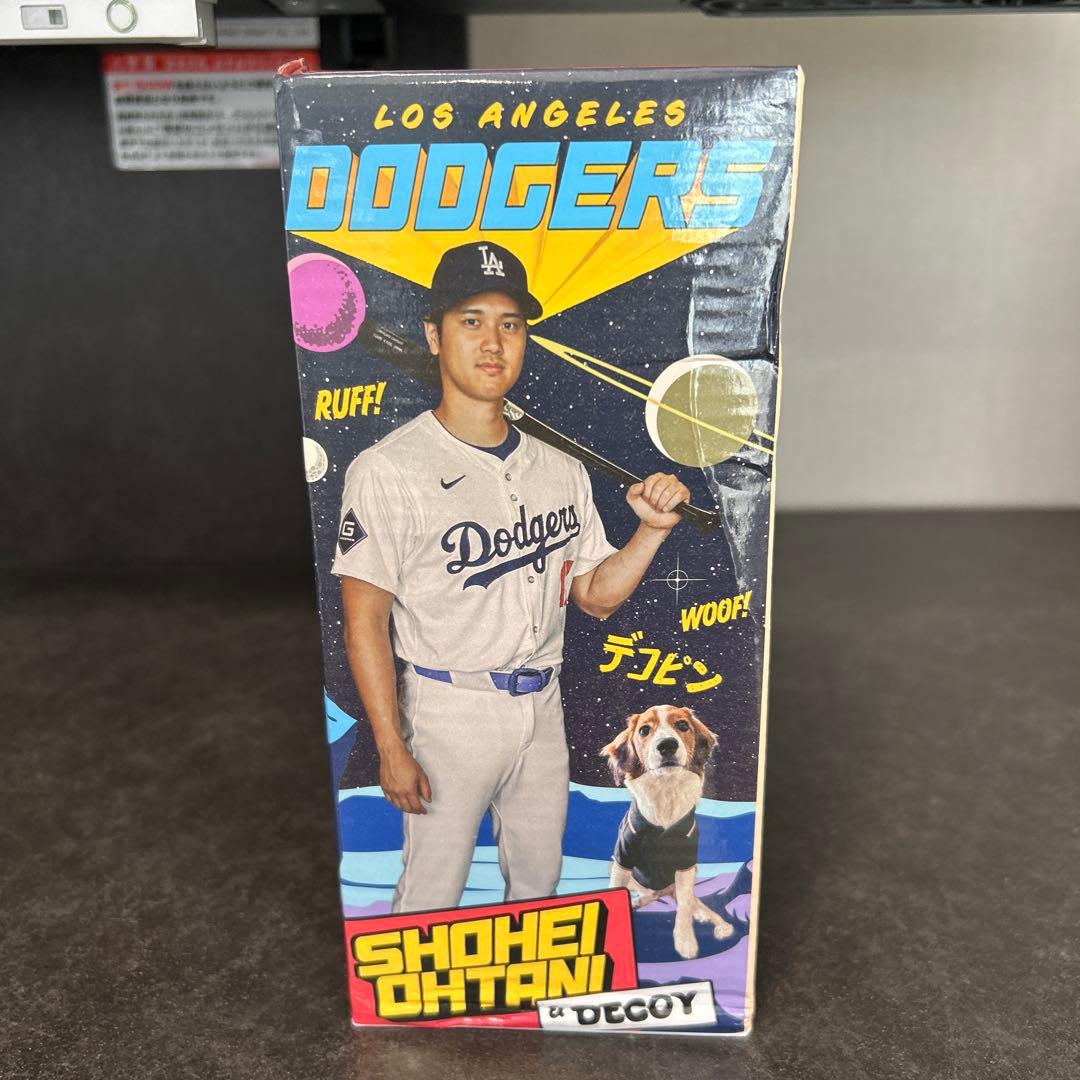 LOS ANGELES
DODGERS
LA
RUFF!
G
Dodgers
WOOF!
デコピン
SHOHEI
OHTANI
& DECOY